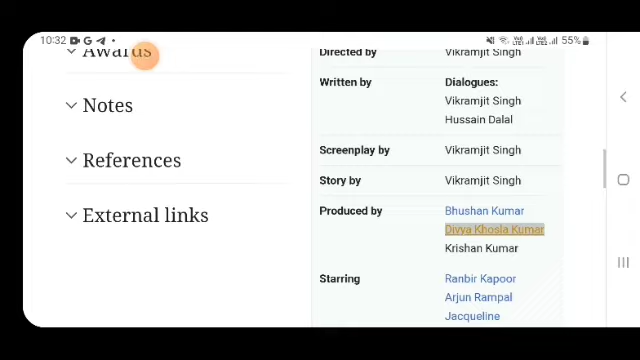 10:32 G 55%
Awards
Notes
References
External links
Directed by Vikramjit Singh
Written by Dialogues:
Vikramjit Singh
Hussain Dalal
Screenplay by Vikramjit Singh
Story by Vikramjit Singh
Produced by Bhushan Kumar
Divya Khosla Kumar
Krishan Kumar
Starring Ranbir Kapoor
Arjun Rampal
Jacqueline